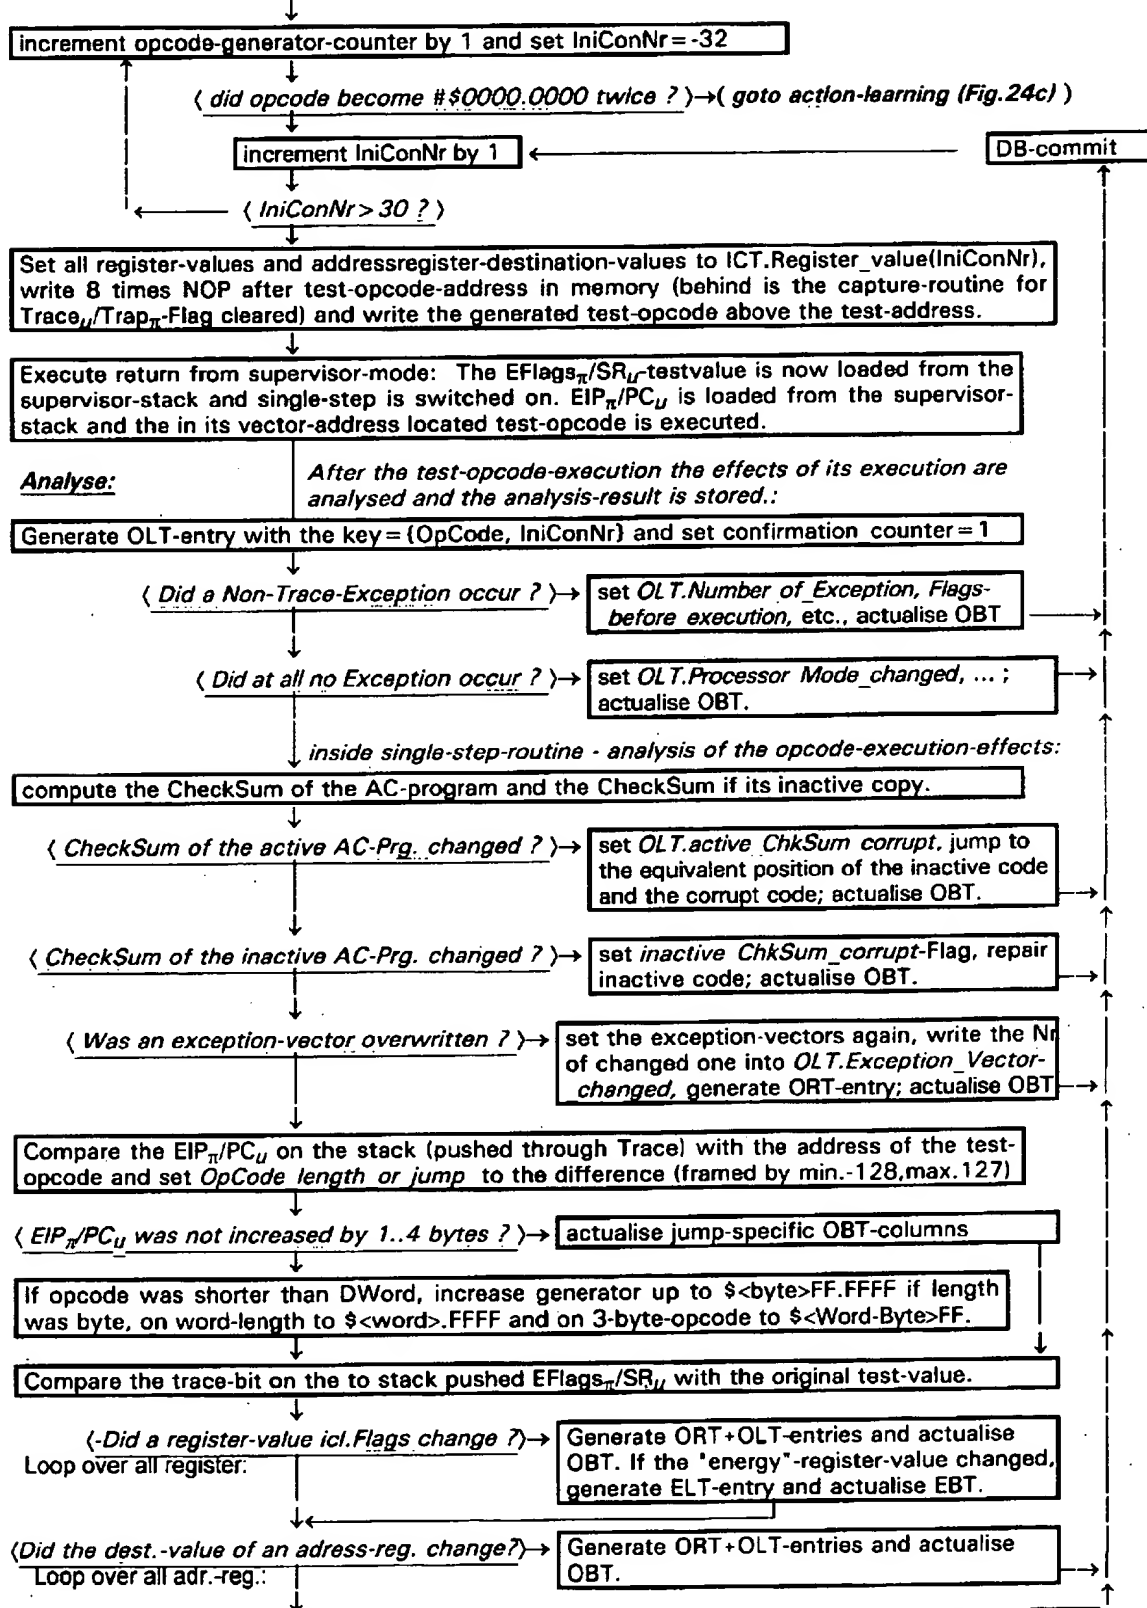 increment opcode-generator-counter by 1 and set IniConNr=-32
⟨ did opcode become #$0000.0000 twice ? ⟩→( goto action-learning (Fig.24c) )
increment IniConNr by 1
DB-commit
⟨ IniConNr>30 ? ⟩
Set all register-values and addressregister-destination-values to ICT.Register_value(IniConNr),
write 8 times NOP after test-opcode-address in memory (behind is the capture-routine for
Trace𝜇/Trapπ-Flag cleared) and write the generated test-opcode above the test-address.
Execute return from supervisor-mode: The EFlagsπ/SR𝜇-testvalue is now loaded from the
supervisor-stack and single-step is switched on. EIPπ/PC𝜇 is loaded from the supervisor-
stack and the in its vector-address located test-opcode is executed.
Analyse:
After the test-opcode-execution the effects of its execution are
analysed and the analysis-result is stored.:
Generate OLT-entry with the key={OpCode, IniConNr} and set confirmation counter=1
⟨ Did a Non-Trace-Exception occur ? ⟩→
set OLT.Number of_Exception, Flags-
before execution, etc., actualise OBT
⟨ Did at all no Exception occur ? ⟩→
set OLT.Processor Mode_changed, ... ;
actualise OBT.
inside single-step-routine - analysis of the opcode-execution-effects:
compute the CheckSum of the AC-program and the CheckSum if its inactive copy.
⟨ CheckSum of the active AC-Prg. changed ? ⟩→
set OLT.active_ChkSum corrupt, jump to
the equivalent position of the inactive code
and the corrupt code; actualise OBT.
⟨ CheckSum of the inactive AC-Prg. changed ? ⟩→
set inactive ChkSum_corrupt-Flag, repair
inactive code; actualise OBT.
⟨ Was an exception-vector overwritten ? ⟩→
set the exception-vectors again, write the Nr
of changed one into OLT.Exception_Vector-
changed, generate ORT-entry; actualise OBT
Compare the EIPπ/PC𝜇 on the stack (pushed through Trace) with the address of the test-
opcode and set OpCode length or jump to the difference (framed by min.-128,max.127)
⟨ EIPπ/PC𝜇 was not increased by 1..4 bytes ? ⟩→
actualise jump-specific OBT-columns
If opcode was shorter than DWord, increase generator up to $<byte>FF.FFFF if length
was byte, on word-length to $<word>.FFFF and on 3-byte-opcode to $<Word-Byte>FF.
Compare the trace-bit on the to stack pushed EFlagsπ/SR𝜇 with the original test-value.
⟨-Did a register-value icl.Flags change ?⟩→
Loop over all register:
Generate ORT+OLT-entries and actualise
OBT. If the "energy"-register-value changed,
generate ELT-entry and actualise EBT.
⟨Did the dest.-value of an adress-reg. change?⟩→
Loop over all adr.-reg.:
Generate ORT+OLT-entries and actualise
OBT.